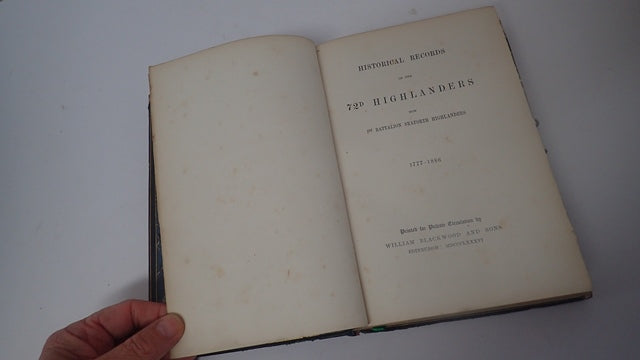 HISTORICAL RECORDS
OF THE
72D HIGHLANDERS
NOW
1ST BATTALION SEAFORTH HIGHLANDERS
1777-1886
Printed for Private Circulation by
WILLIAM BLACKWOOD AND SONS
EDINBURGH MDCCCLXXXVI